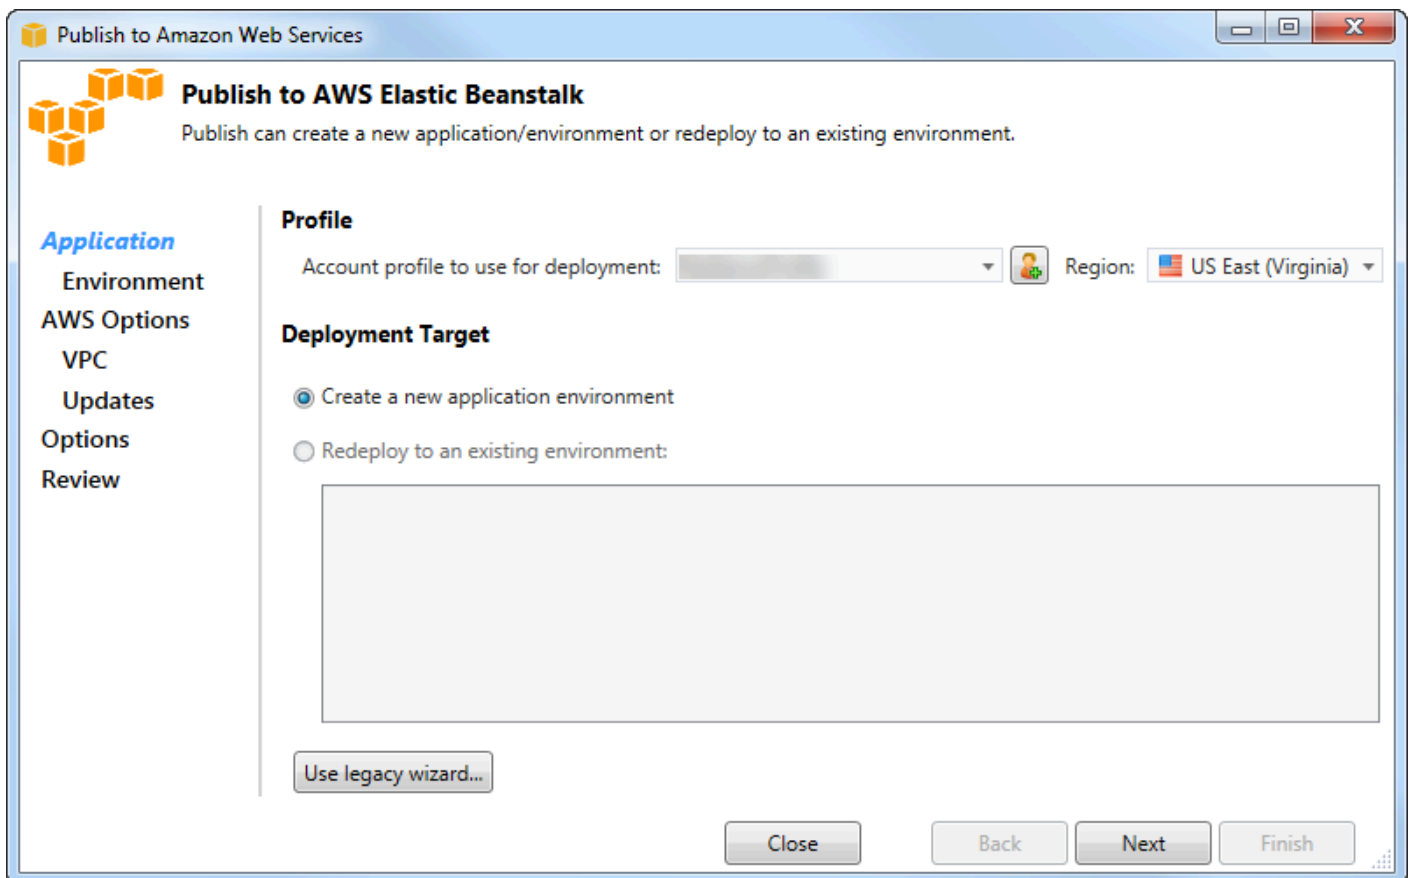 Publish to Amazon Web Services
Publish to AWS Elastic Beanstalk
Publish can create a new application/environment or redeploy to an existing environment.
Application
Environment
AWS Options
VPC
Updates
Options
Review
Profile
Account profile to use for deployment:
Region: US East (Virginia)
Deployment Target
Create a new application environment
Redeploy to an existing environment:
Use legacy wizard...
Close Back Next Finish